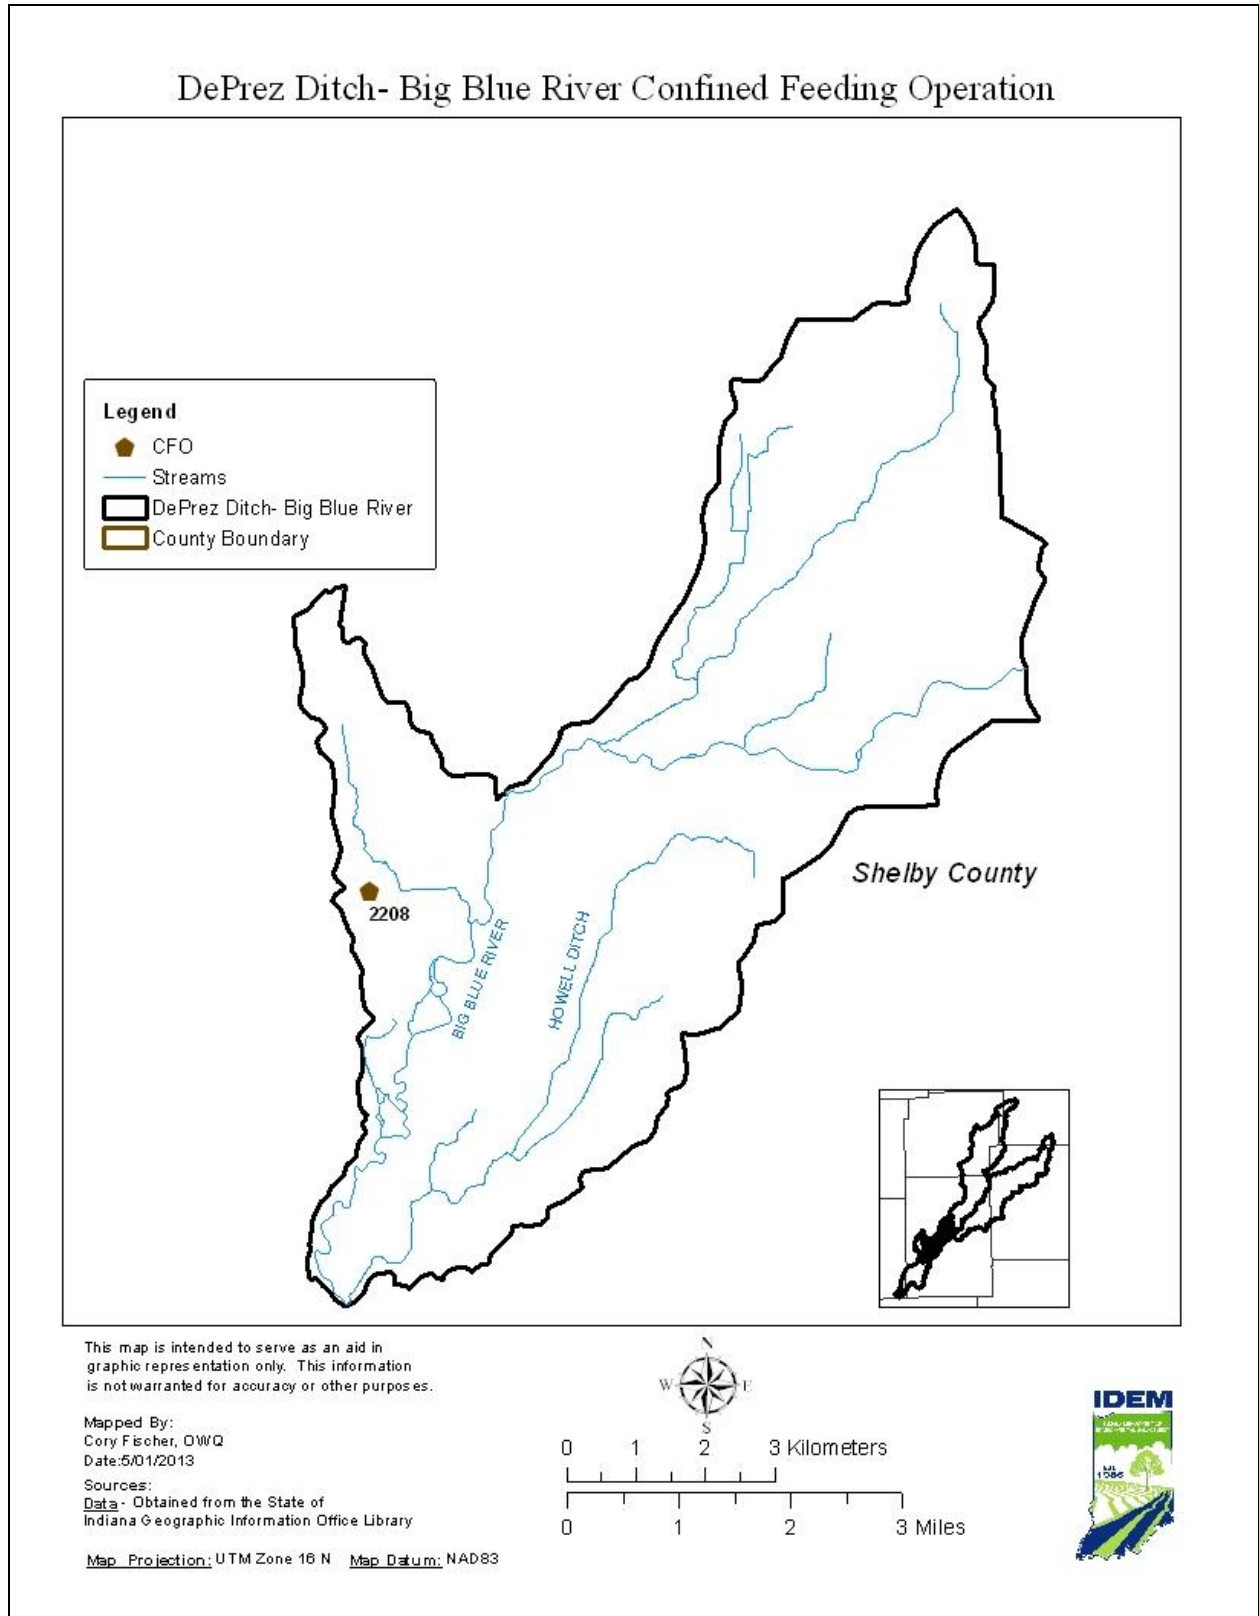 DePrez Ditch- Big Blue River Confined Feeding Operation
Legend
CFO
Streams
DePrez Ditch- Big Blue River
County Boundary
Shelby County
2208
BIG BLUE RIVER
HOWELL DITCH
This map is intended to serve as an aid in
graphic representation only. This information
is not warranted for accuracy or other purposes.
Mapped By:
Cory Fischer, OWQ
Date:5/01/2013
Sources:
Data - Obtained from the State of
Indiana Geographic Information Office Library
Map Projection: UTM Zone 16 N Map Datum: NAD83
N
W E
S
0 1 2 3 Kilometers
0 1 2 3 Miles
IDEM
1986